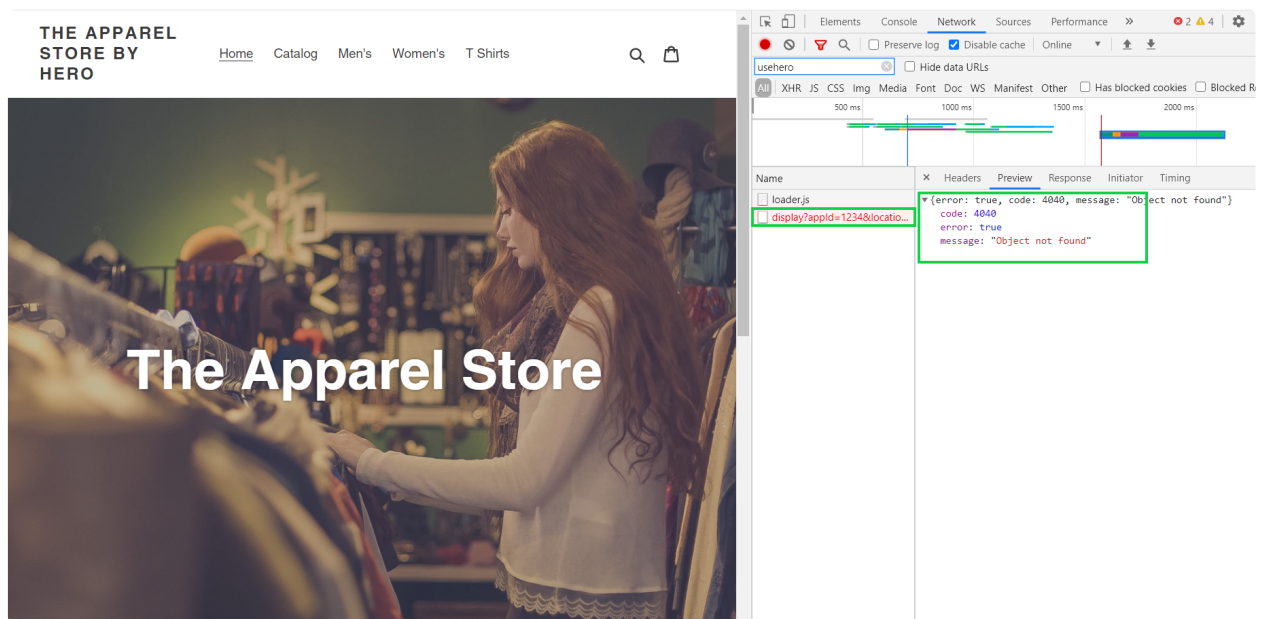 THE APPAREL
STORE BY
HERO
Home Catalog Men's Women's T Shirts
The Apparel Store
Elements Console Network Sources Performance » 2 4
Preserve log Disable cache Online
usehero
Hide data URLs
All XHR JS CSS Img Media Font Doc WS Manifest Other Has blocked cookies Blocked R
500 ms 1000 ms 1500 ms 2000 ms
Name
loader.js
display?appId=1234&locatio...
× Headers Preview Response Initiator Timing
▼{error: true, code: 4040, message: "Object not found"}
code: 4040
error: true
message: "Object not found"